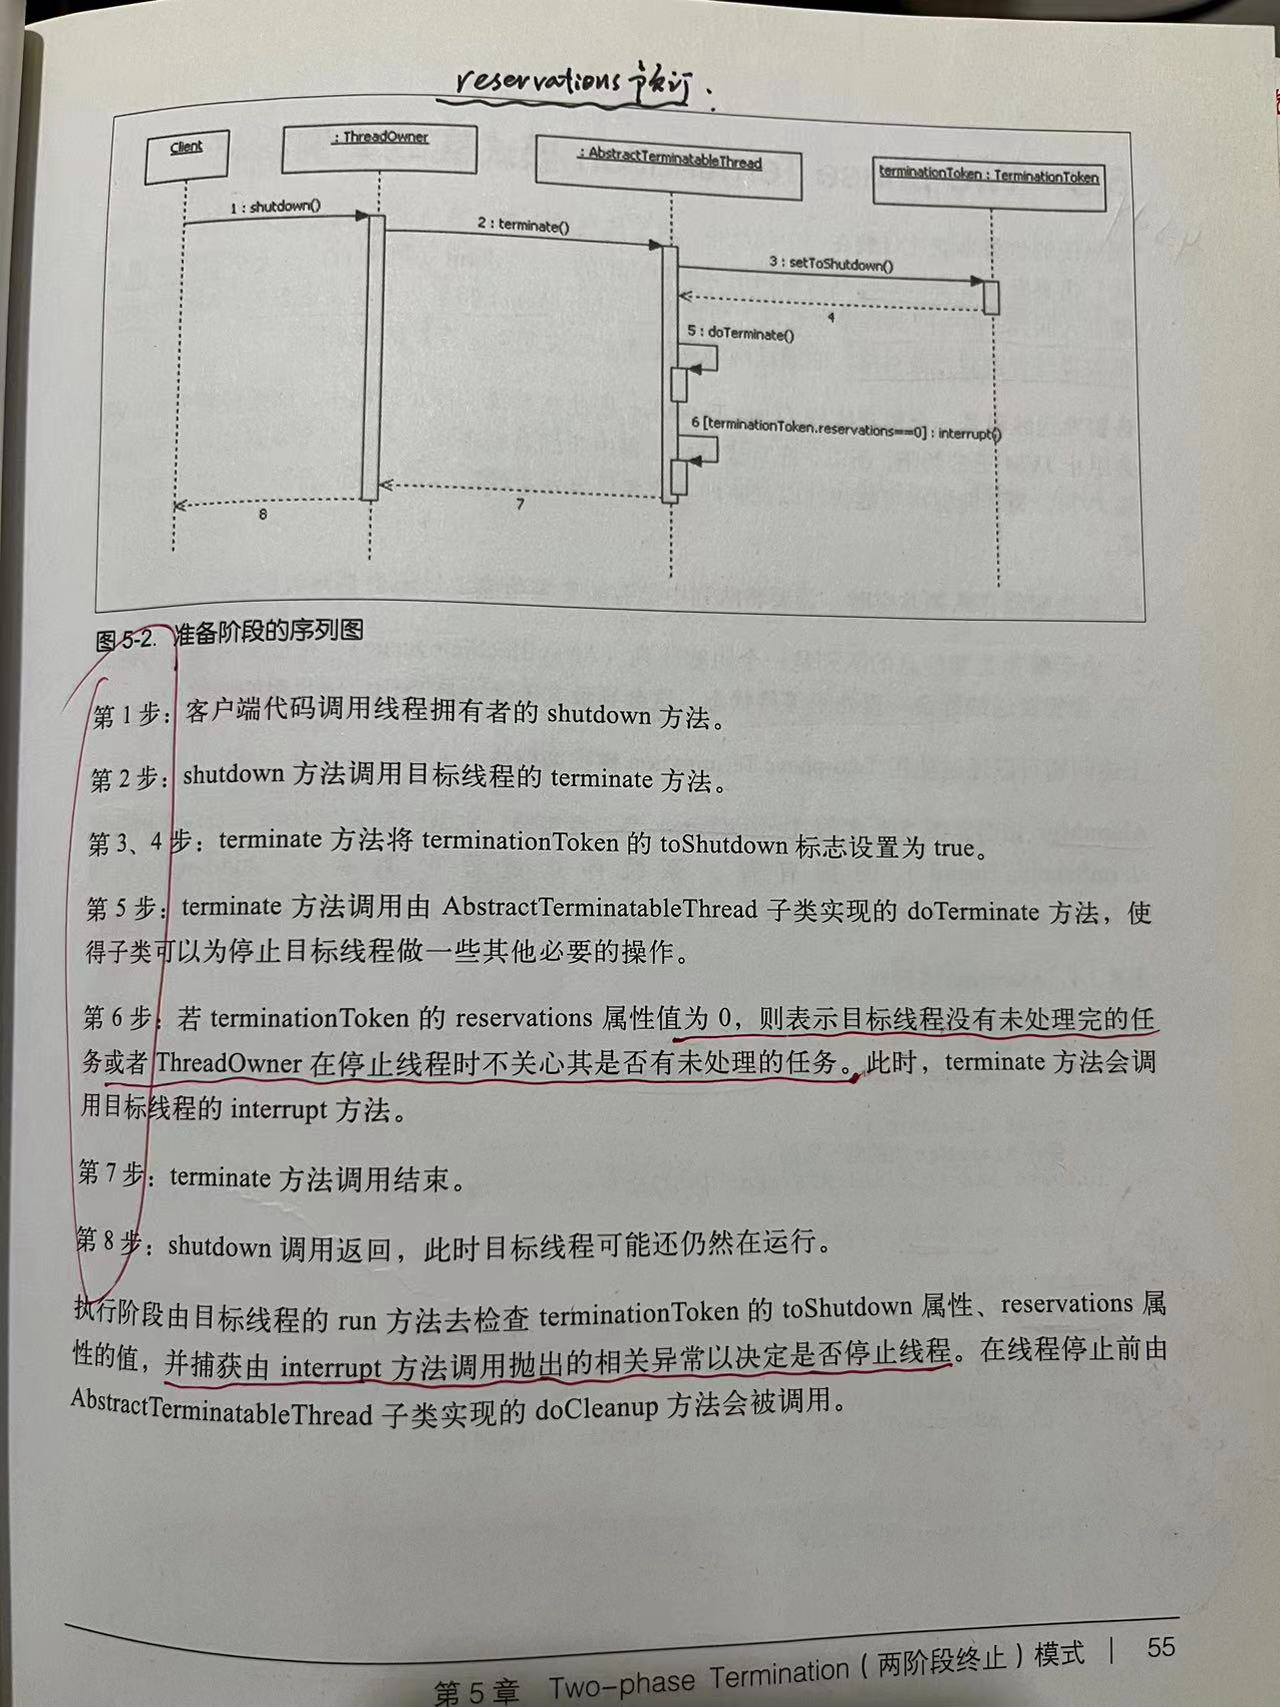 reservations 预订.
Client
: ThreadOwner
: AbstractTerminatableThread
terminationToken : TerminationToken
1 : shutdown()
2 : terminate()
3 : setToShutdown()
4
5 : doTerminate()
6 [terminationToken.reservations==0] : interrupt()
7
8
图 5-2. 准备阶段的序列图
第 1 步：客户端代码调用线程拥有者的 shutdown 方法。
第 2 步：shutdown 方法调用目标线程的 terminate 方法。
第 3、4 步：terminate 方法将 terminationToken 的 toShutdown 标志设置为 true。
第 5 步：terminate 方法调用由 AbstractTerminatableThread 子类实现的 doTerminate 方法，使
得子类可以为停止目标线程做一些其他必要的操作。
第 6 步：若 terminationToken 的 reservations 属性值为 0，则表示目标线程没有未处理完的任
务或者 ThreadOwner 在停止线程时不关心其是否有未处理的任务。此时，terminate 方法会调
用目标线程的 interrupt 方法。
第 7 步：terminate 方法调用结束。
第 8 步：shutdown 调用返回，此时目标线程可能还仍然在运行。
执行阶段由目标线程的 run 方法去检查 terminationToken 的 toShutdown 属性、reservations 属
性的值，并捕获由 interrupt 方法调用抛出的相关异常以决定是否停止线程。在线程停止前由
AbstractTerminatableThread 子类实现的 doCleanup 方法会被调用。
第 5 章 Two-phase Termination（两阶段终止）模式 | 55